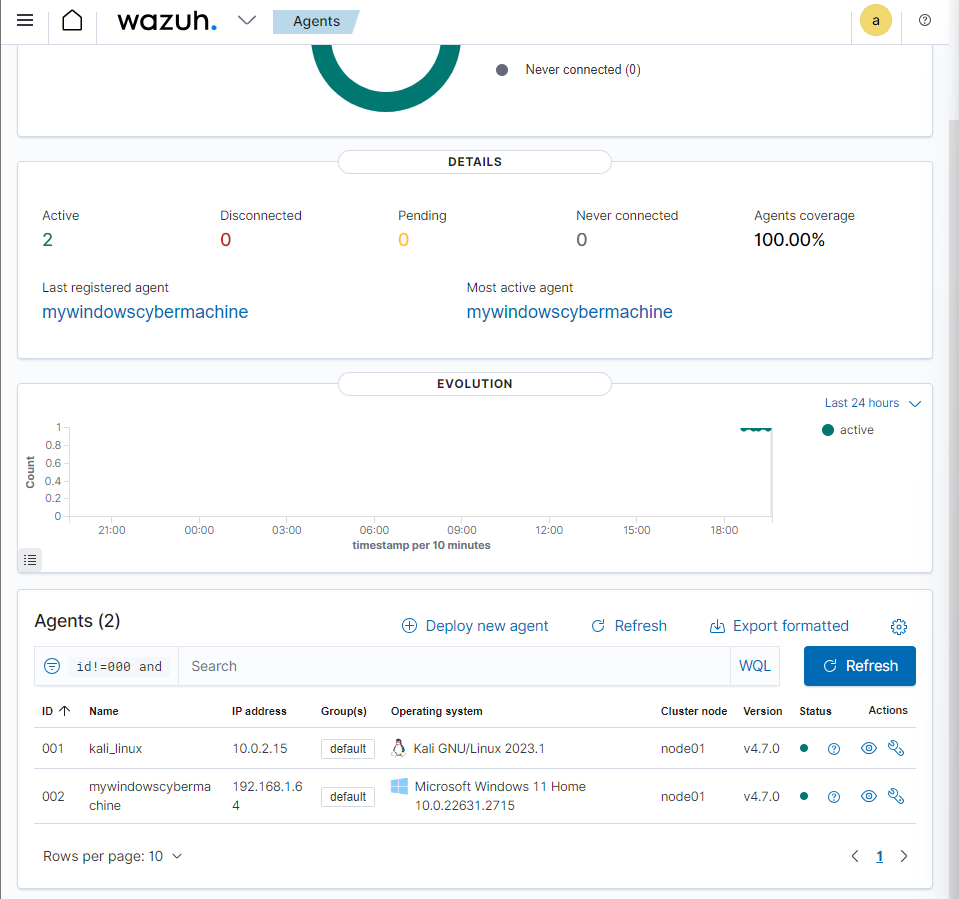 wazuh. Agents a
Never connected (0)
DETAILS
Active Disconnected Pending Never connected Agents coverage
2 0 0 0 100.00%
Last registered agent Most active agent
mywindowscybermachine mywindowscybermachine
EVOLUTION
Last 24 hours
active
Count
1
0.8
0.6
0.4
0.2
0
21:00 00:00 03:00 06:00 09:00 12:00 15:00 18:00
timestamp per 10 minutes
Agents (2) Deploy new agent Refresh Export formatted
id!=000 and Search WQL Refresh
ID Name IP address Group(s) Operating system Cluster node Version Status Actions
001 kali_linux 10.0.2.15 default Kali GNU/Linux 2023.1 node01 v4.7.0
002 mywindowscyberma 192.168.1.6 default Microsoft Windows 11 Home node01 v4.7.0
chine 4 10.0.22631.2715
Rows per page: 10 1